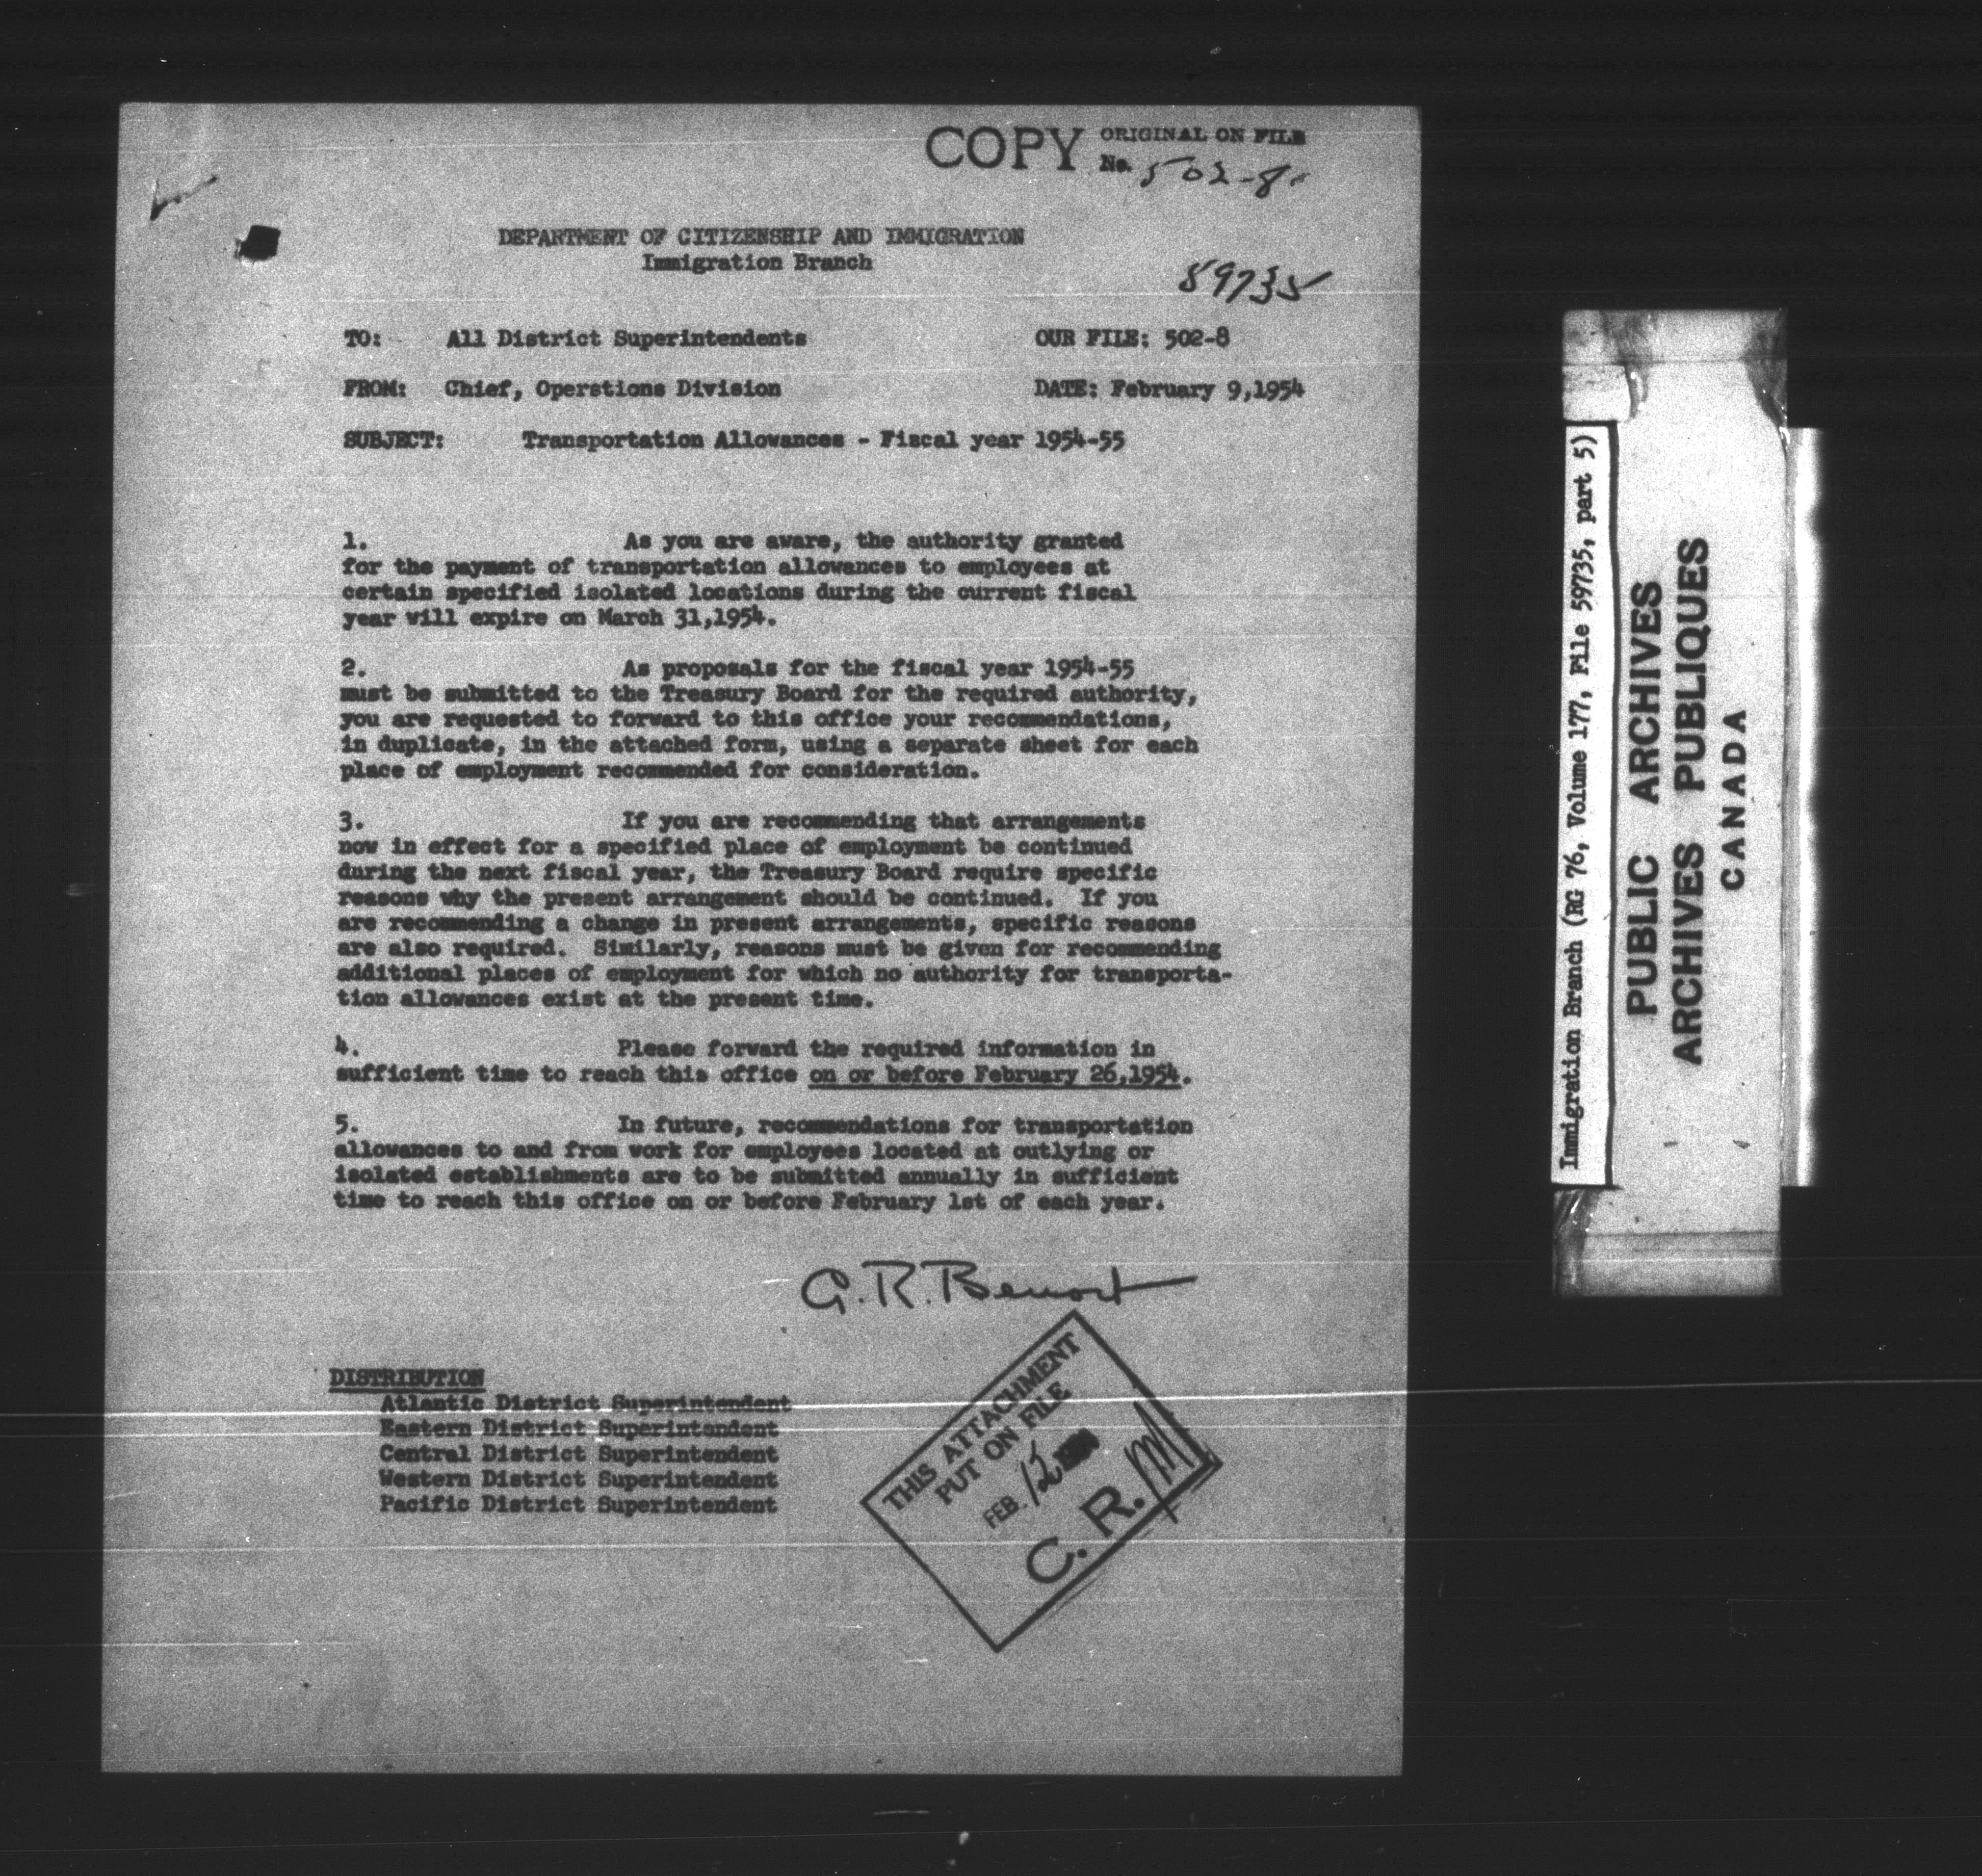 COPY ORIGINAL ON FILE
No. 502-8
DEPARTMENT OF CITIZENSHIP AND IMMIGRATION
Immigration Branch
59735
TO: All District Superintendents OUR FILE: 502-8
FROM: Chief, Operations Division DATE: February 9,1954
SUBJECT: Transportation Allowances - Fiscal year 1954-55
1. As you are aware, the authority granted
for the payment of transportation allowances to employees at
certain specified isolated locations during the current fiscal
year will expire on March 31,1954.
2. As proposals for the fiscal year 1954-55
must be submitted to the Treasury Board for the required authority,
you are requested to forward to this office your recommendations,
in duplicate, in the attached form, using a separate sheet for each
place of employment recommended for consideration.
3. If you are recommending that arrangements
now in effect for a specified place of employment be continued
during the next fiscal year, the Treasury Board require specific
reasons why the present arrangement should be continued. If you
are recommending a change in present arrangements, specific reasons
are also required. Similarly, reasons must be given for recommending
additional places of employment for which no authority for transporta-
tion allowances exist at the present time.
4. Please forward the required information in
sufficient time to reach this office on or before February 26,1954.
5. In future, recommendations for transportation
allowances to and from work for employees located at outlying or
isolated establishments are to be submitted annually in sufficient
time to reach this office on or before February 1st of each year.
G.R.Benoit
DISTRIBUTION
Atlantic District Superintendent
Eastern District Superintendent
Central District Superintendent
Western District Superintendent
Pacific District Superintendent
THIS ATTACHMENT
PUT ON FILE
FEB. 12
C. R.
Immigration Branch (RG 76, Volume 177, File 59735, part 5)
PUBLIC ARCHIVES
ARCHIVES PUBLIQUES
CANADA